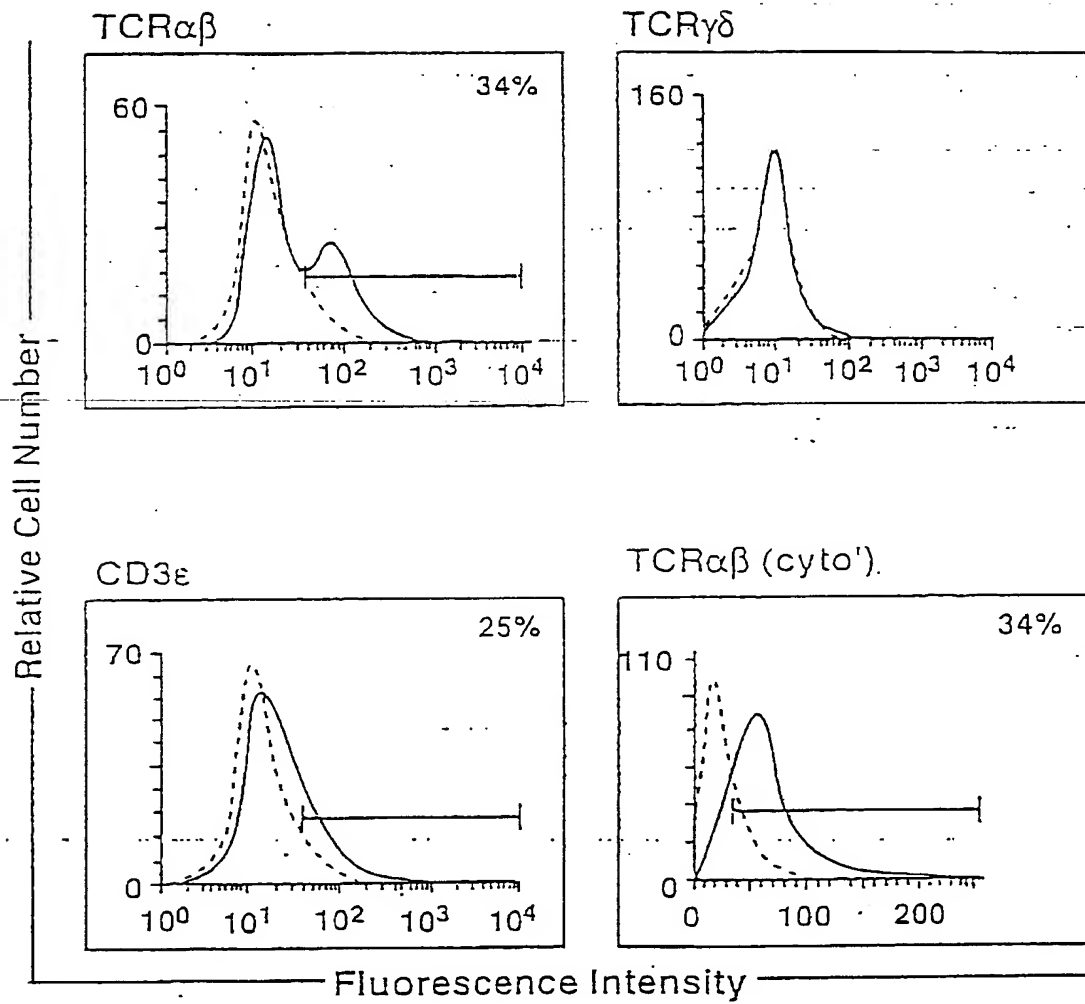 TCRαβ
34%
60
0
10⁰ 10¹ 10² 10³ 10⁴
TCRγδ
160
0
10⁰ 10¹ 10² 10³ 10⁴
CD3ε
25%
70
0
10⁰ 10¹ 10² 10³ 10⁴
TCRαβ (cyto').
34%
110
0
0 100 200
Relative Cell Number
Fluorescence Intensity